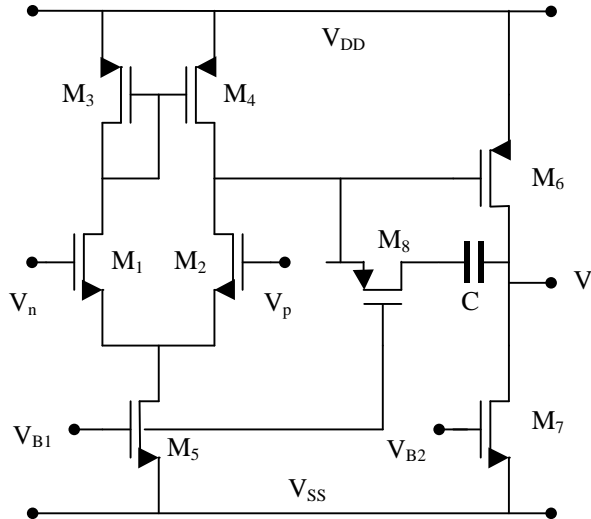 V_DD
M_3
M_4
M_6
M_8
M_1
M_2
V
V_n
V_p
C
V_B1
M_5
V_B2
M_7
V_SS